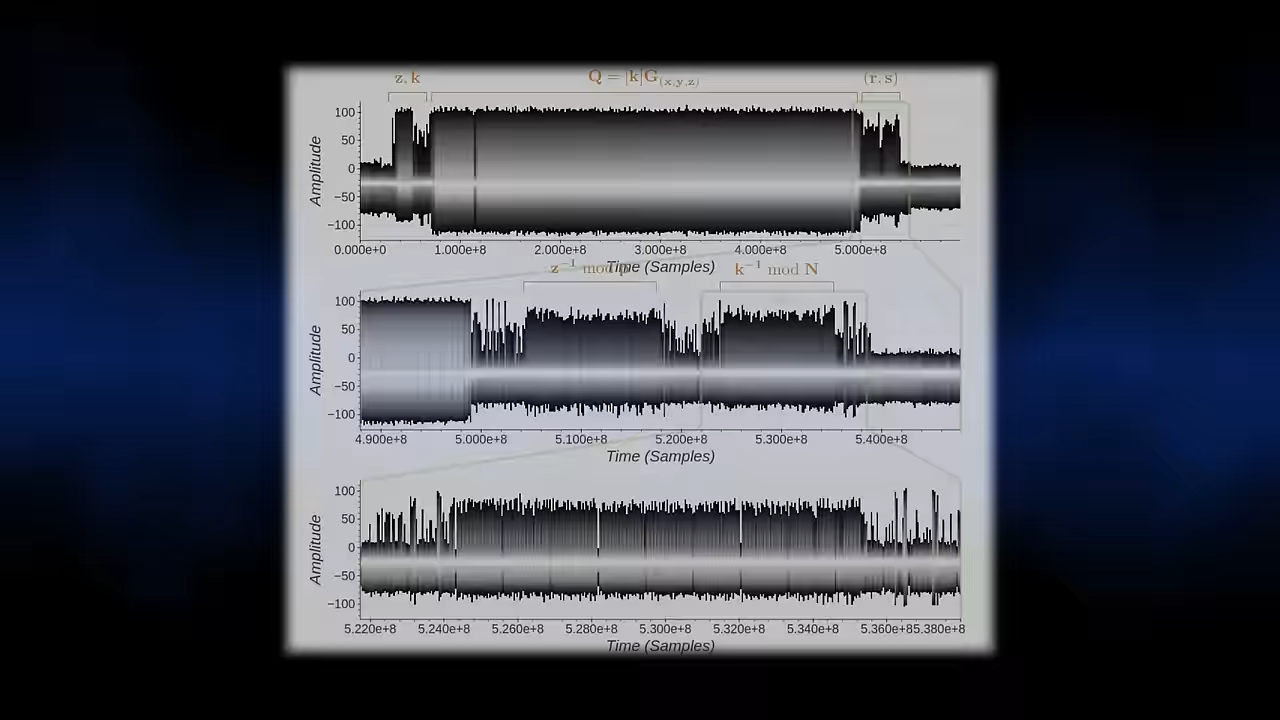 z, k Q = [k]G(x,y,z) (r, s)
100
50
0
−50
−100
Amplitude
0.000e+0 1.000e+8 2.000e+8 3.000e+8 4.000e+8 5.000e+8
Time (Samples)
z⁻¹ mod p k⁻¹ mod N
100
50
0
−50
−100
Amplitude
4.900e+8 5.000e+8 5.100e+8 5.200e+8 5.300e+8 5.400e+8
Time (Samples)
100
50
0
−50
−100
Amplitude
5.220e+8 5.240e+8 5.260e+8 5.280e+8 5.300e+8 5.320e+8 5.340e+8 5.360e+8 5.380e+8
Time (Samples)